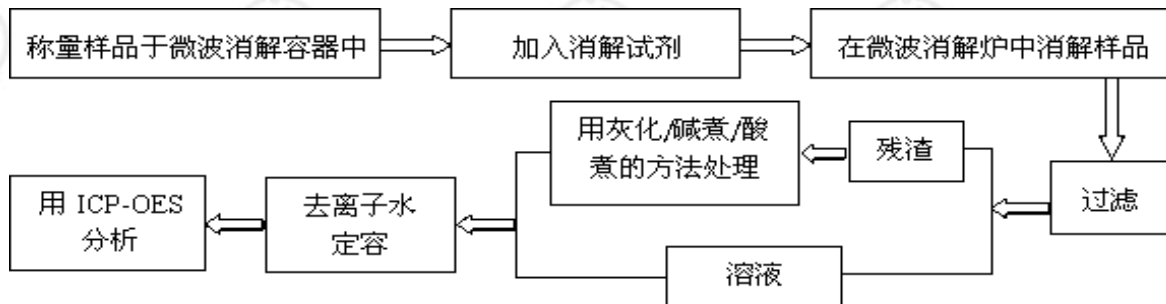 称量样品于微波消解容器中
加入消解试剂
在微波消解炉中消解样品
过滤
残渣
用灰化/碱煮/酸
煮的方法处理
溶液
去离子水
定容
用 ICP-OES
分析